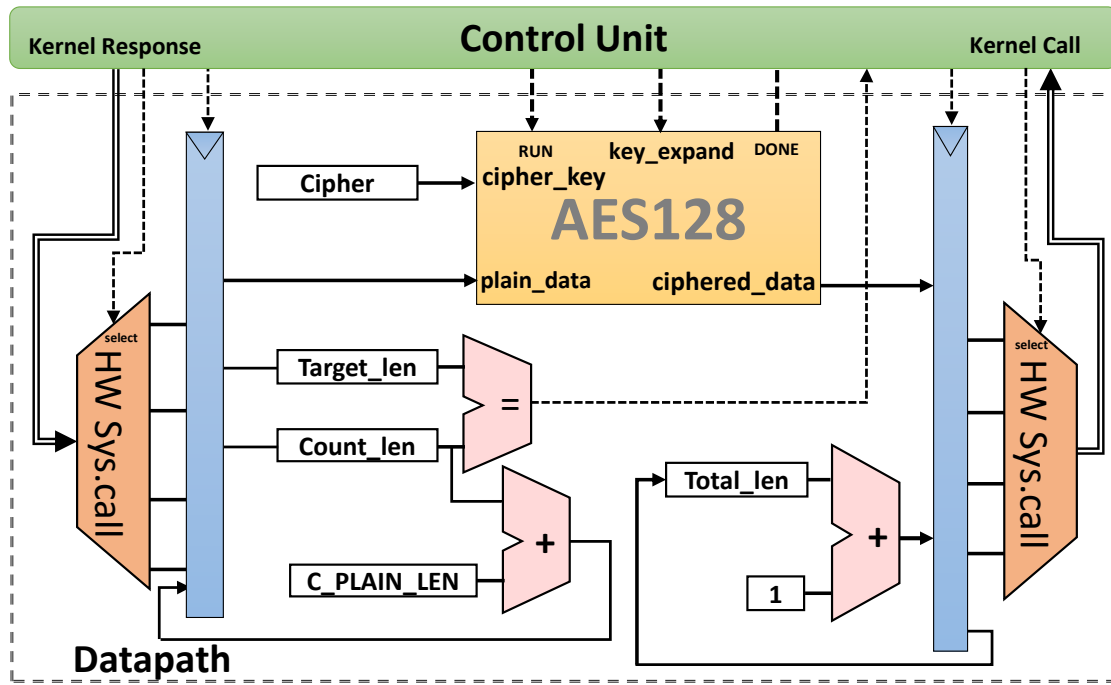 Control Unit
Kernel Response
Kernel Call
RUN
key_expand
DONE
Cipher
cipher_key
AES128
plain_data
ciphered_data
select
HW Sys.call
Target_len
=
Count_len
+
C_PLAIN_LEN
Total_len
+
1
select
HW Sys.call
Datapath